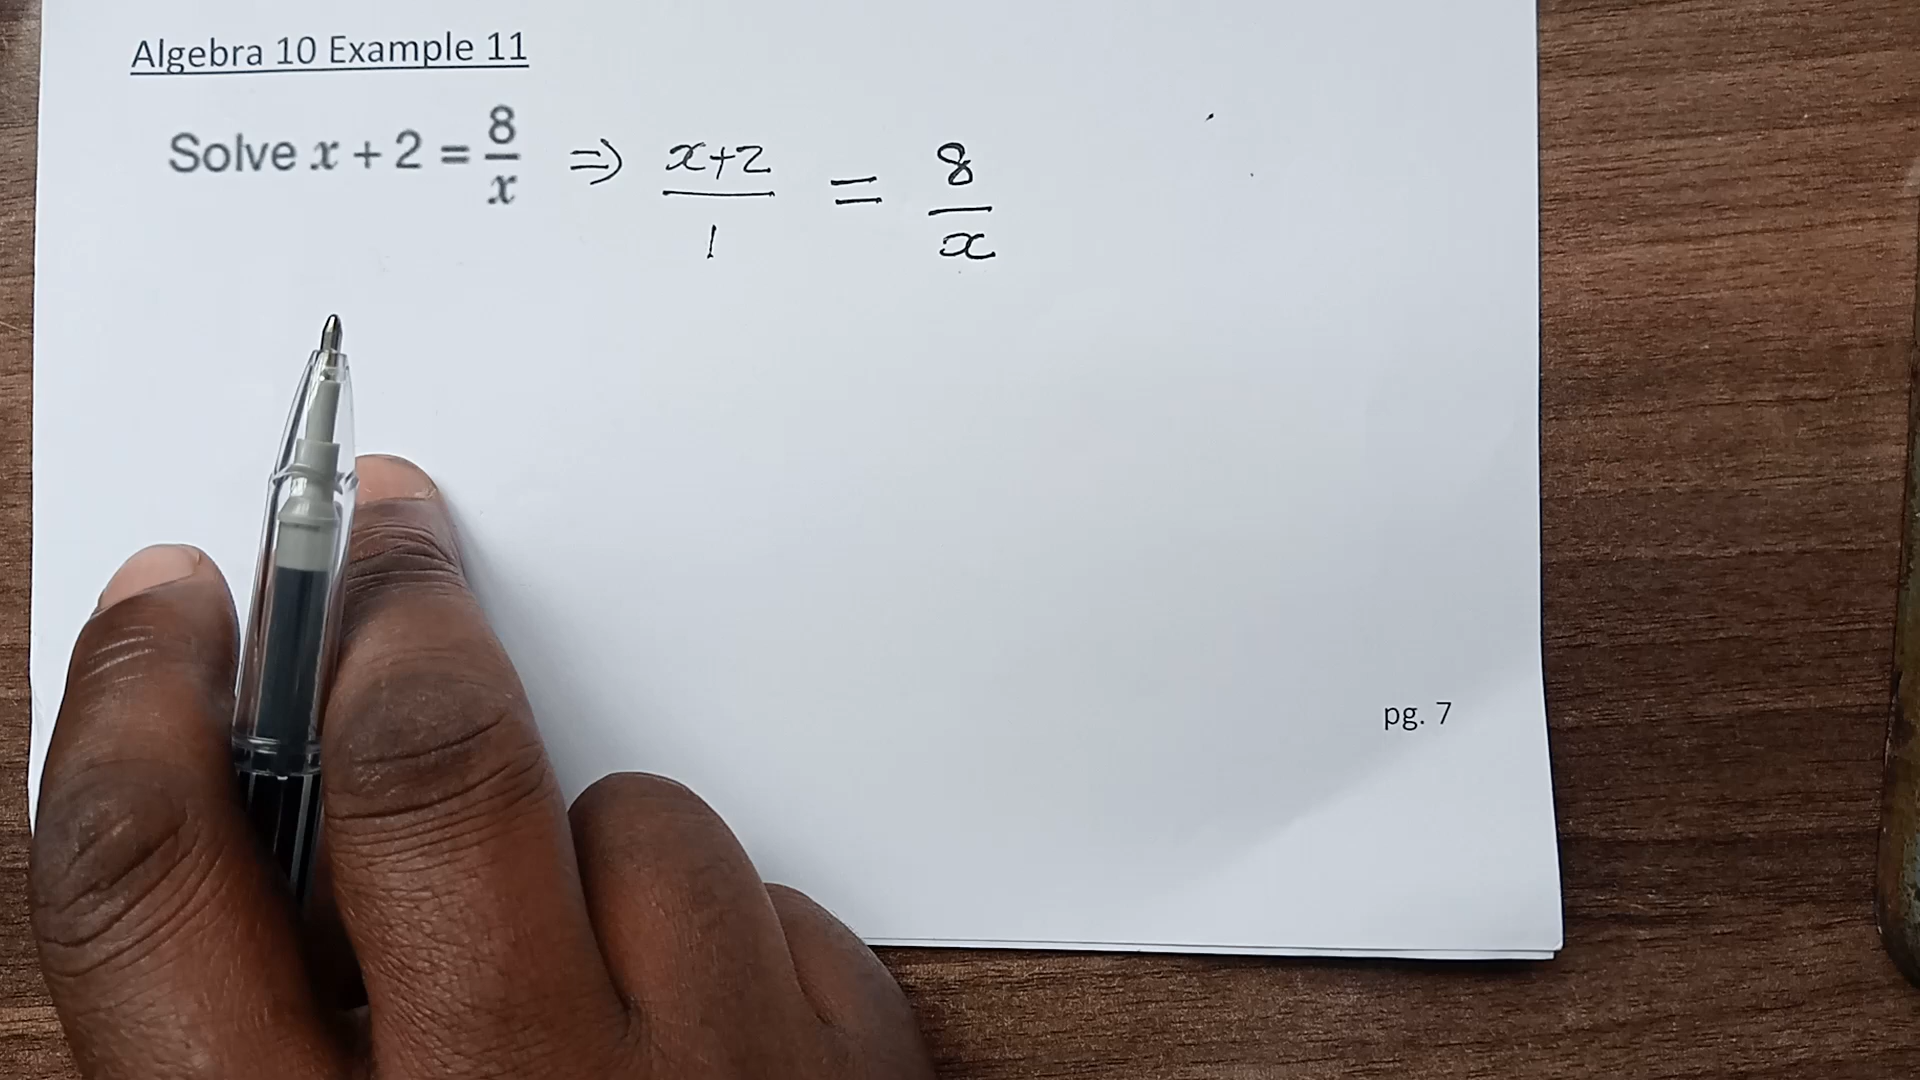 Algebra 10 Example 11
Solve x + 2 = 8/x ⇒ x+2/1 = 8/x
pg. 7